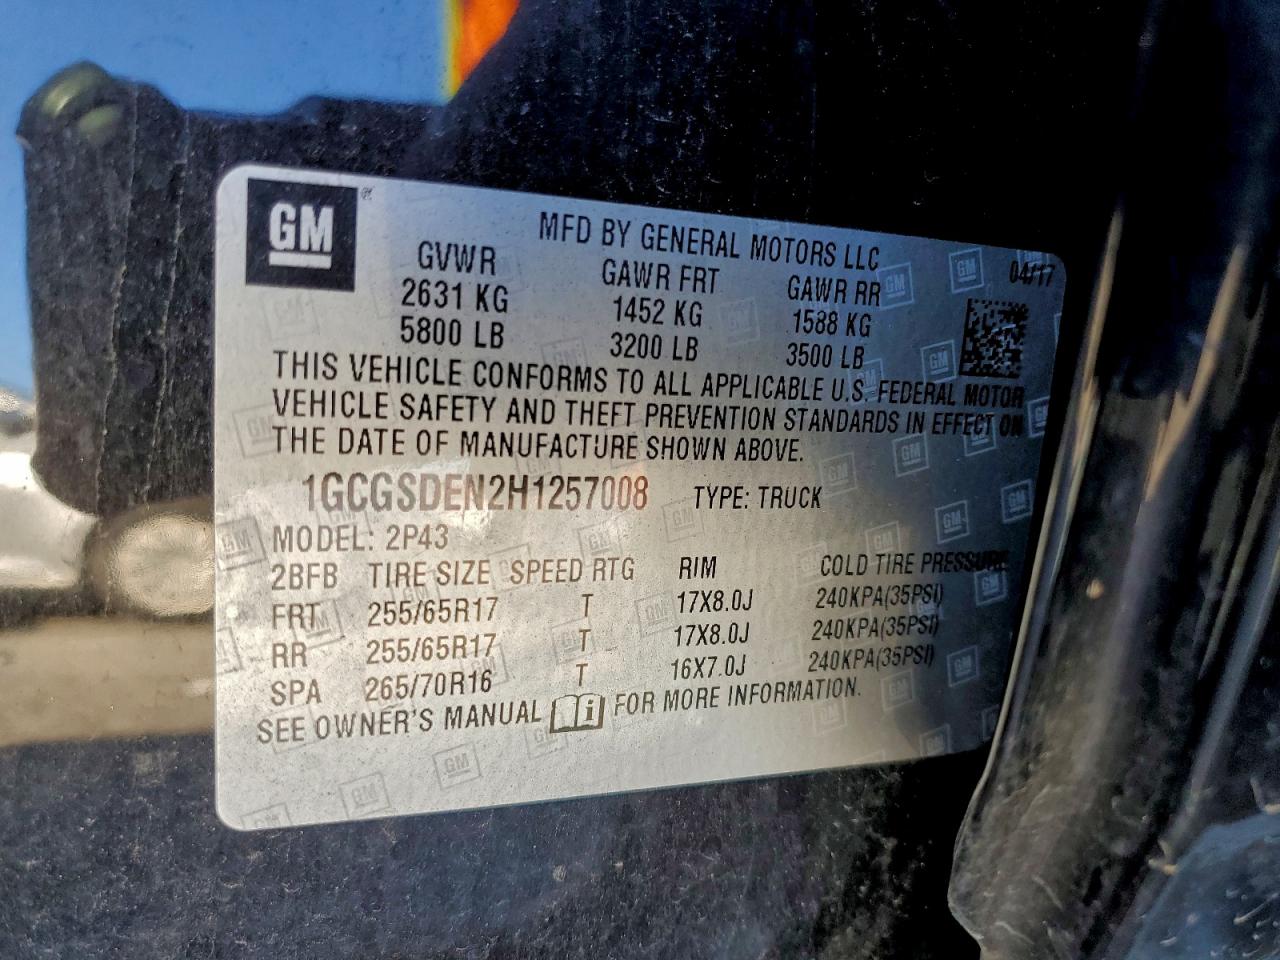 GM
MFD BY GENERAL MOTORS LLC
04/17
GVWR GAWR FRT GAWR RR
2631 KG 1452 KG 1588 KG
5800 LB 3200 LB 3500 LB
THIS VEHICLE CONFORMS TO ALL APPLICABLE U.S. FEDERAL MOTOR
VEHICLE SAFETY AND THEFT PREVENTION STANDARDS IN EFFECT ON
THE DATE OF MANUFACTURE SHOWN ABOVE.
1GCGSDEN2H1257008 TYPE: TRUCK
MODEL: 2P43
2BFB TIRE SIZE SPEED RTG RIM COLD TIRE PRESSURE
FRT 255/65R17 T 17X8.0J 240KPA(35PSI)
RR 255/65R17 T 17X8.0J 240KPA(35PSI)
SPA 265/70R16 T 16X7.0J 240KPA(35PSI)
SEE OWNER'S MANUAL FOR MORE INFORMATION.